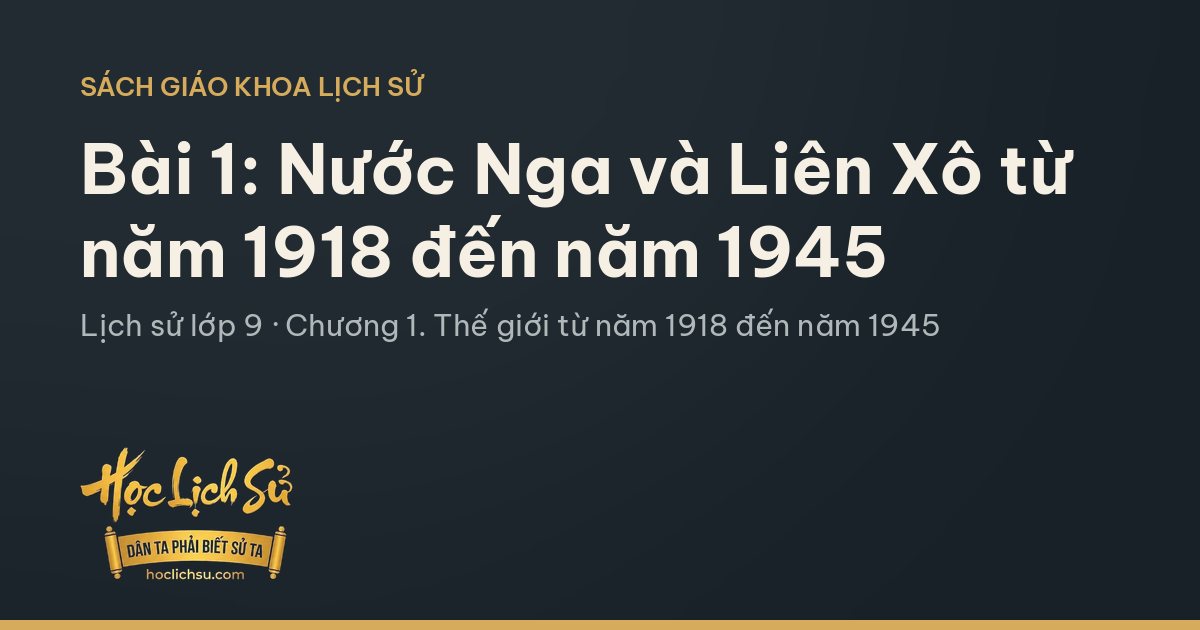 SÁCH GIÁO KHOA LỊCH SỬ
Bài 1: Nước Nga và Liên Xô từ
năm 1918 đến năm 1945
Lịch sử lớp 9 · Chương 1. Thế giới từ năm 1918 đến năm 1945
Học Lịch Sử
DÂN TA PHẢI BIẾT SỬ TA
hoclichsu.com